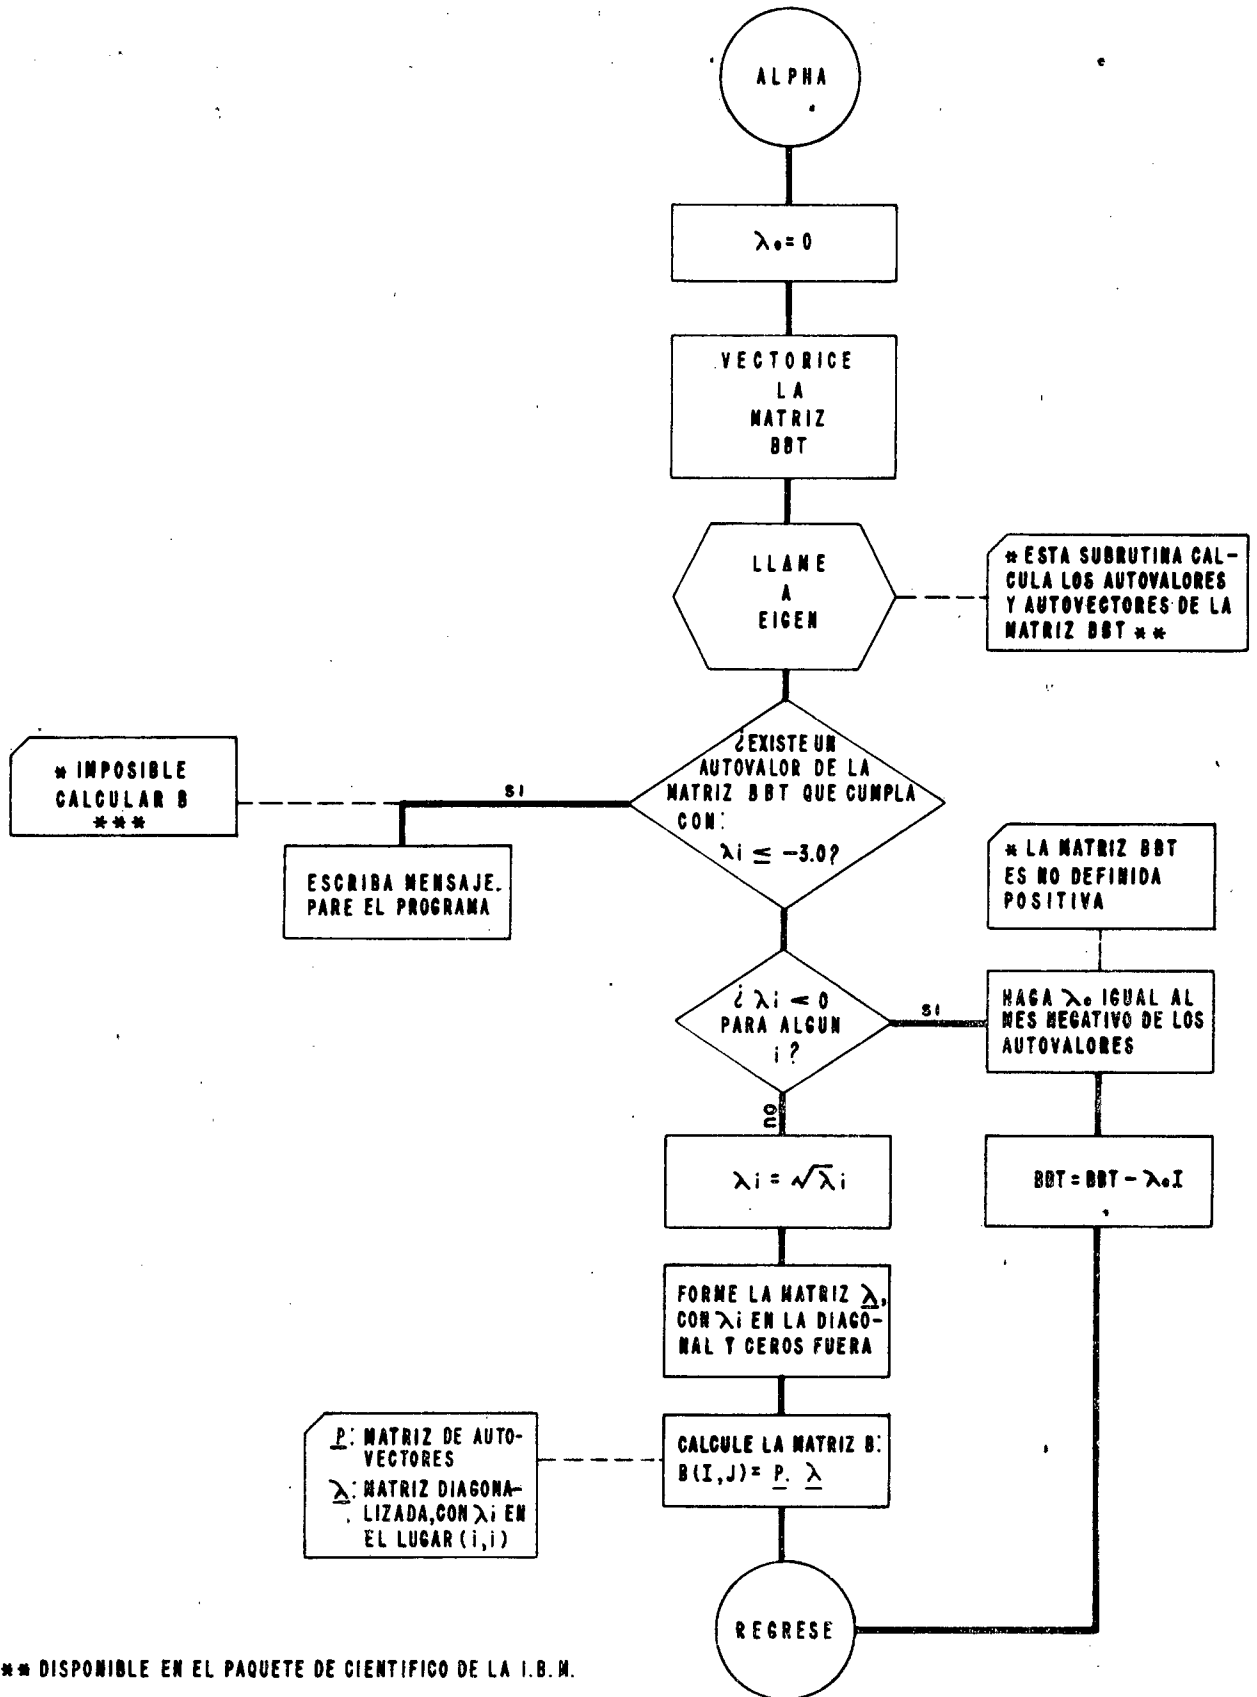 ALPHA
λ₀ = 0
VECTORICE
LA
MATRIZ
BBT
LLAME
A
EIGEN
* ESTA SUBRUTINA CAL-
CULA LOS AUTOVALORES
Y AUTOVECTORES DE LA
MATRIZ BBT **
¿EXISTE UN
AUTOVALOR DE LA
MATRIZ BBT QUE CUMPLA
CON:
λi ≤ -3.0?
SI
* IMPOSIBLE
CALCULAR B
***
ESCRIBA MENSAJE.
PARE EL PROGRAMA
* LA MATRIZ BBT
ES NO DEFINIDA
POSITIVA
¿ λi < 0
PARA ALGUN
i ?
SI
HAGA λ₀ IGUAL AL
MES NEGATIVO DE LOS
AUTOVALORES
no
λi = √λi
BBT = BBT - λ₀I
FORME LA MATRIZ λ,
CON λi EN LA DIAGO-
NAL Y CEROS FUERA
P: MATRIZ DE AUTO-
VECTORES
λ: MATRIZ DIAGONA-
LIZADA, CON λi EN
EL LUGAR (i,i)
CALCULE LA MATRIZ B:
B(I,J) = P. λ
REGRESE
** DISPONIBLE EN EL PAQUETE DE CIENTIFICO DE LA I.B.M.